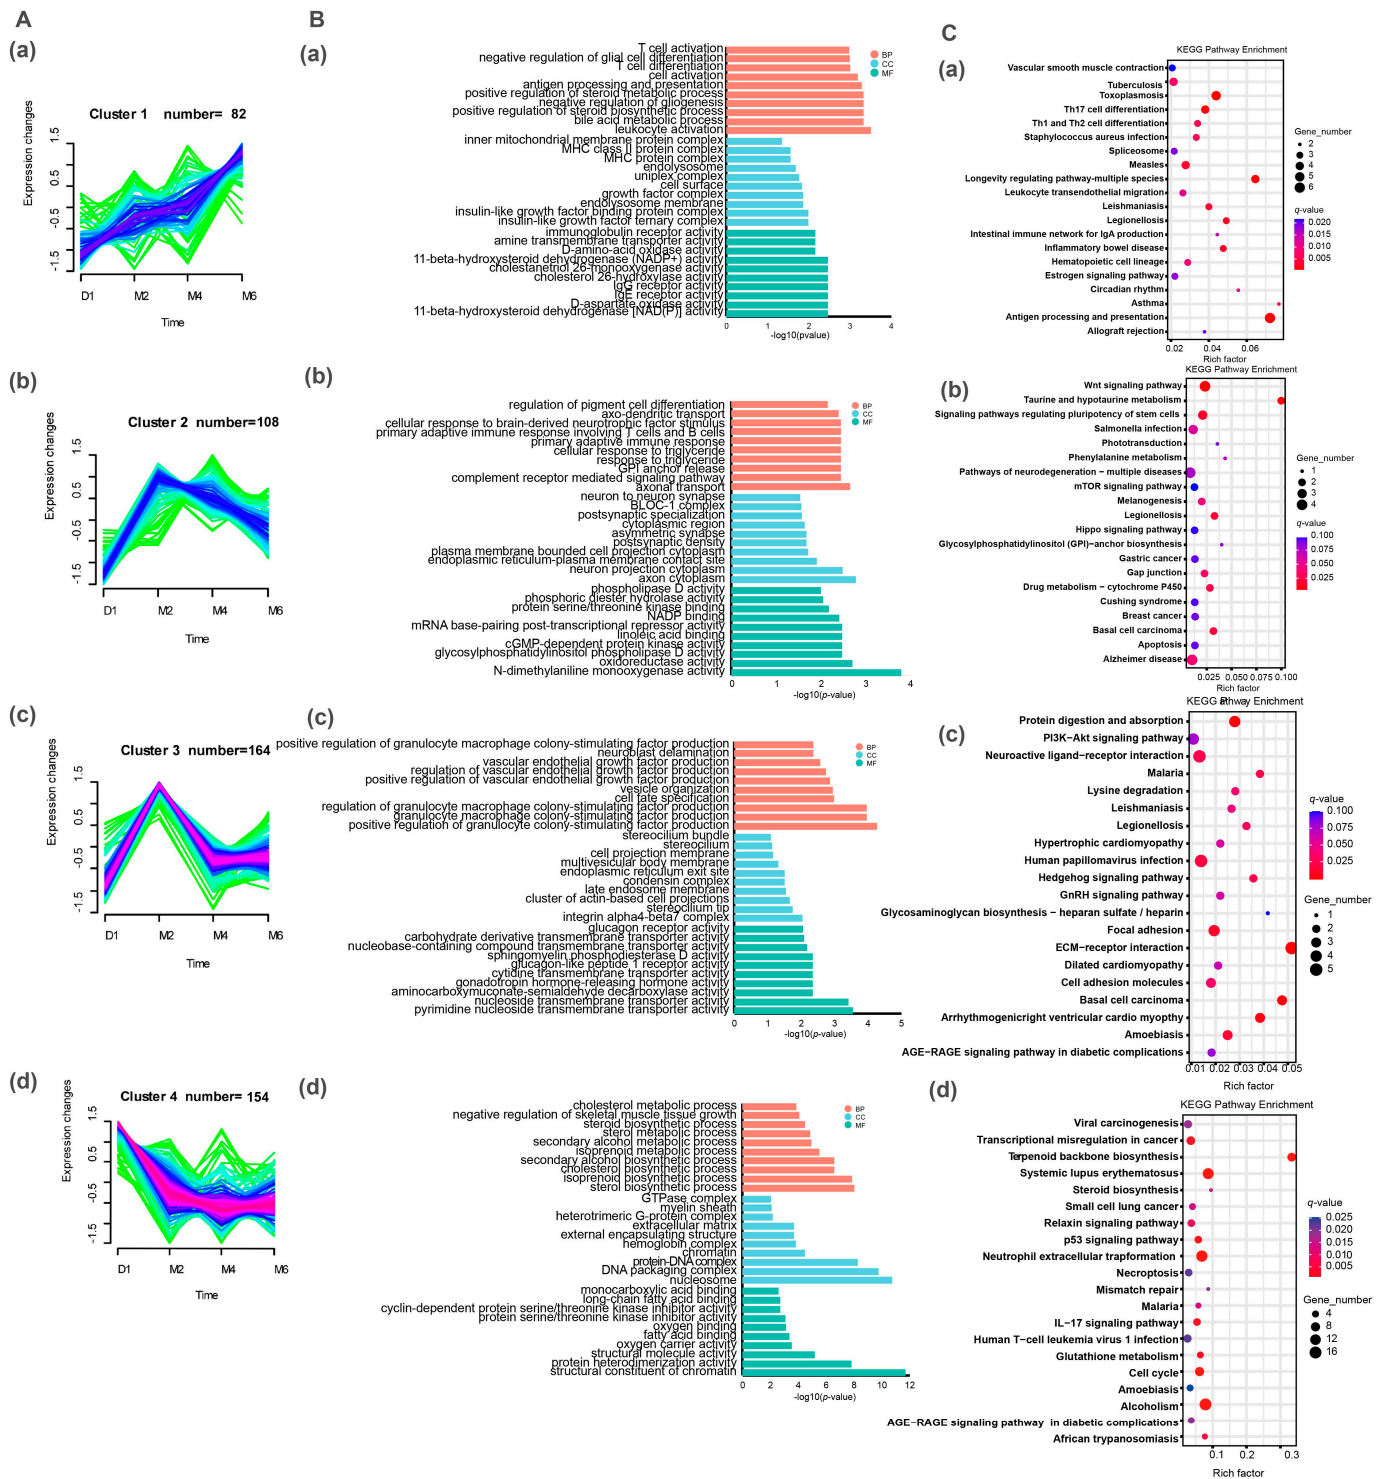 A
B
C
(a)
Cluster 1 number= 82
Expression changes
1.5
0.5
-0.5
-1.5
D1 M2 M4 M6
Time
(a)
T cell activation
negative regulation of glial cell differentiation
T cell differentiation
cell activation
antigen processing and presentation
positive regulation of steroid metabolic process
negative regulation of gliogenesis
positive regulation of steroid biosynthetic process
bile acid metabolic process
leukocyte activation
inner mitochondrial membrane protein complex
MHC class II protein complex
MHC protein complex
endolysosome
uniplex complex
cell surface
growth factor complex
endolysosome membrane
insulin-like growth factor binding protein complex
insulin-like growth factor ternary complex
immunoglobulin receptor activity
amine transmembrane transporter activity
D-amino-acid oxidase activity
11-beta-hydroxysteroid dehydrogenase (NADP+) activity
cholestanetriol 26-monooxygenase activity
cholesterol 26-hydroxylase activity
IgG receptor activity
IgE receptor activity
D-aspartate oxidase activity
11-beta-hydroxysteroid dehydrogenase [NAD(P)] activity
0 1 2 3 4
-log10(pvalue)
BP
CC
MF
(a)
KEGG Pathway Enrichment
Vascular smooth muscle contraction
Tuberculosis
Toxoplasmosis
Th17 cell differentiation
Th1 and Th2 cell differentiation
Staphylococcus aureus infection
Spliceosome
Measles
Longevity regulating pathway-multiple species
Leukocyte transendothelial migration
Leishmaniasis
Legionellosis
Intestinal immune network for IgA production
Inflammatory bowel disease
Hematopoietic cell lineage
Estrogen signaling pathway
Circadian rhythm
Asthma
Antigen processing and presentation
Allograft rejection
0.02 0.04 0.06
Rich factor
Gene_number
2
3
4
5
6
q-value
0.020
0.015
0.010
0.005
(b)
Cluster 2 number=108
Expression changes
1.5
0.5
-0.5
-1.5
D1 M2 M4 M6
Time
(b)
regulation of pigment cell differentiation
axo-dendritic transport
cellular response to brain-derived neurotrophic factor stimulus
primary adaptive immune response involving T cells and B cells
primary adaptive immune response
cellular response to triglyceride
response to triglyceride
GPI anchor release
complement receptor mediated signaling pathway
axonal transport
neuron to neuron synapse
BLOC-1 complex
postsynaptic specialization
cytoplasmic region
asymmetric synapse
postsynaptic density
plasma membrane bounded cell projection cytoplasm
endoplasmic reticulum-plasma membrane contact site
neuron projection cytoplasm
axon cytoplasm
phospholipase D activity
phosphoric diester hydrolase activity
protein serine/threonine kinase binding
NADP binding
mRNA base-pairing post-transcriptional repressor activity
linoleic acid binding
cGMP-dependent protein kinase activity
glycosylphosphatidylinositol phospholipase D activity
oxidoreductase activity
N-dimethylaniline monooxygenase activity
0 1 2 3 4
-log10(p-value)
BP
CC
MF
(b)
KEGG Pathway Enrichment
Wnt signaling pathway
Taurine and hypotaurine metabolism
Signaling pathways regulating pluripotency of stem cells
Salmonella infection
Phototransduction
Phenylalanine metabolism
Pathways of neurodegeneration − multiple diseases
mTOR signaling pathway
Melanogenesis
Legionellosis
Hippo signaling pathway
Glycosylphosphatidylinositol (GPI)−anchor biosynthesis
Gastric cancer
Gap junction
Drug metabolism − cytochrome P450
Cushing syndrome
Breast cancer
Basal cell carcinoma
Apoptosis
Alzheimer disease
0.025 0.050 0.075 0.100
Rich factor
Gene_number
1
2
3
4
q-value
0.100
0.075
0.050
0.025
(c)
Cluster 3 number=164
Expression changes
1.5
0.5
-0.5
-1.5
D1 M2 M4 M6
Time
(c)
positive regulation of granulocyte macrophage colony-stimulating factor production
neuroblast delamination
vascular endothelial growth factor production
regulation of vascular endothelial growth factor production
positive regulation of vascular endothelial growth factor production
vesicle organization
cell fate specification
regulation of granulocyte macrophage colony-stimulating factor production
granulocyte macrophage colony-stimulating factor production
positive regulation of granulocyte colony-stimulating factor production
stereocilium bundle
stereocilium
cell projection membrane
multivesicular body membrane
endoplasmic reticulum exit site
condensin complex
late endosome membrane
cluster of actin-based cell projections
stereocilium tip
integrin alpha4-beta7 complex
glucagon receptor activity
carbohydrate derivative transmembrane transporter activity
nucleobase-containing compound transmembrane transporter activity
sphingomyelin phosphodiesterase D activity
glucagon-like peptide 1 receptor activity
cytidine transmembrane transporter activity
gonadotropin hormone-releasing hormone activity
aminocarboxymuconate-semialdehyde decarboxylase activity
nucleoside transmembrane transporter activity
pyrimidine nucleoside transmembrane transporter activity
0 1 2 3 4 5
-log10(p-value)
BP
CC
MF
(c)
KEGG Pathway Enrichment
Protein digestion and absorption
PI3K−Akt signaling pathway
Neuroactive ligand−receptor interaction
Malaria
Lysine degradation
Leishmaniasis
Legionellosis
Hypertrophic cardiomyopathy
Human papillomavirus infection
Hedgehog signaling pathway
GnRH signaling pathway
Glycosaminoglycan biosynthesis − heparan sulfate / heparin
Focal adhesion
ECM−receptor interaction
Dilated cardiomyopathy
Cell adhesion molecules
Basal cell carcinoma
Arrhythmogenicright ventricular cardio myopthy
Amoebiasis
AGE−RAGE signaling pathway in diabetic complications
0.01 0.02 0.03 0.04 0.05
Rich factor
q-value
0.100
0.075
0.050
0.025
Gene_number
1
2
3
4
5
(d)
Cluster 4 number= 154
Expression changes
1.5
0.5
-0.5
-1.5
D1 M2 M4 M6
Time
(d)
cholesterol metabolic process
negative regulation of skeletal muscle tissue growth
steroid biosynthetic process
sterol metabolic process
secondary alcohol metabolic process
isoprenoid metabolic process
secondary alcohol biosynthetic process
cholesterol biosynthetic process
isoprenoid biosynthetic process
sterol biosynthetic process
GTPase complex
myelin sheath
heterotrimeric G-protein complex
extracellular matrix
external encapsulating structure
hemoglobin complex
chromatin
protein-DNA complex
DNA packaging complex
nucleosome
monocarboxylic acid binding
long-chain fatty acid binding
cyclin-dependent protein serine/threonine kinase inhibitor activity
protein serine/threonine kinase inhibitor activity
oxygen binding
fatty acid binding
oxygen carrier activity
structural molecule activity
protein heterodimerization activity
structural constituent of chromatin
0 2 4 6 8 10 12
-log10(p-value)
BP
CC
MF
(d)
KEGG Pathway Enrichment
Viral carcinogenesis
Transcriptional misregulation in cancer
Terpenoid backbone biosynthesis
Systemic lupus erythematosus
Steroid biosynthesis
Small cell lung cancer
Relaxin signaling pathway
p53 signaling pathway
Neutrophil extracellular trapformation
Necroptosis
Mismatch repair
Malaria
IL−17 signaling pathway
Human T−cell leukemia virus 1 infection
Glutathione metabolism
Cell cycle
Amoebiasis
Alcoholism
AGE−RAGE signaling pathway in diabetic complications
African trypanosomiasis
0.1 0.2 0.3
Rich factor
q-value
0.025
0.020
0.015
0.010
0.005
Gene_number
4
8
12
16